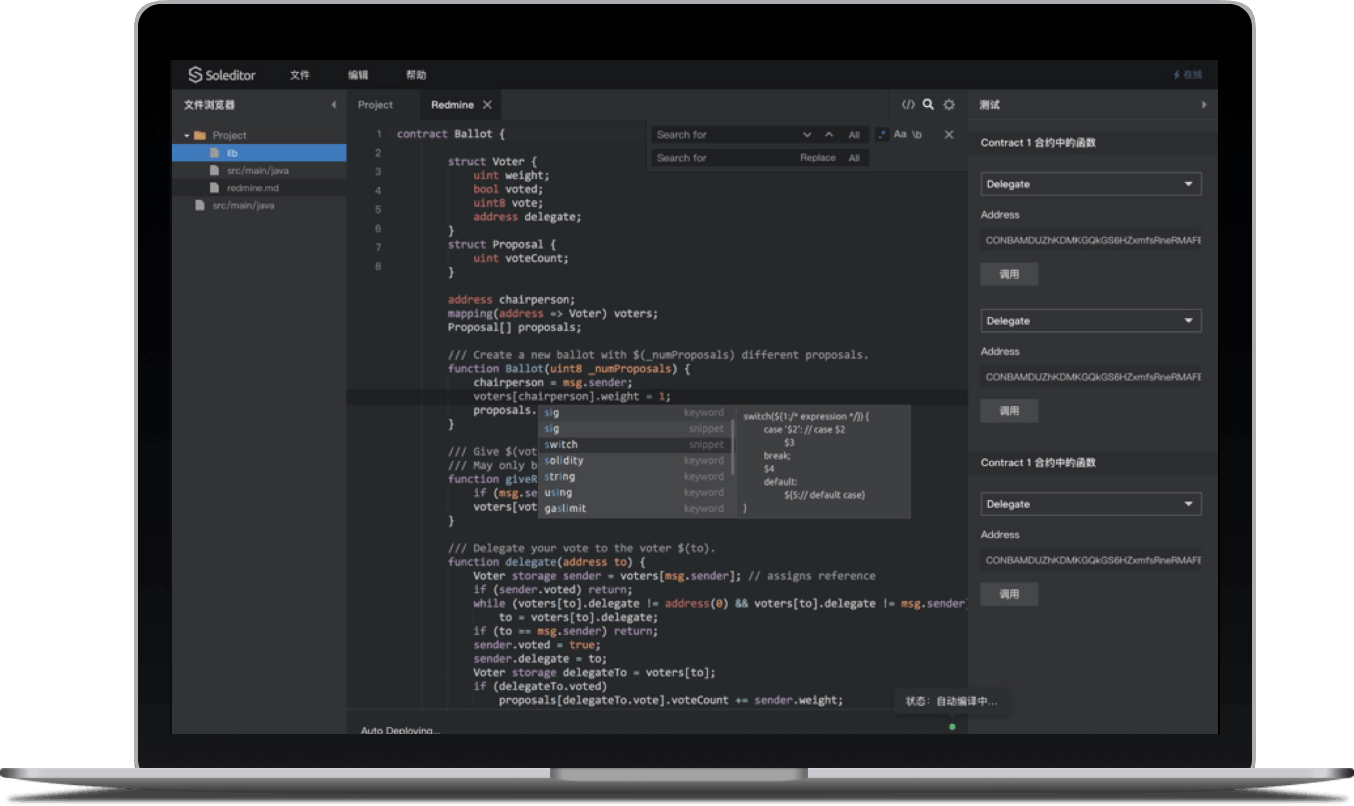 Soleditor 文件 编辑 帮助 在线
文件浏览器
Project Redmine
测试
Project
lib
src/main/java
redmine.md
src/main/java
Search for All Aa \b
Search for Replace All
1
2
3
4
5
6
7
8
contract Ballot {
struct Voter {
uint weight;
bool voted;
uint8 vote;
address delegate;
}
struct Proposal {
uint voteCount;
}
address chairperson;
mapping(address => Voter) voters;
Proposal[] proposals;
/// Create a new ballot with $(_numProposals) different proposals.
function Ballot(uint8 _numProposals) {
chairperson = msg.sender;
voters[chairperson].weight = 1;
proposals.
}
/// Give $(vot
/// May only b
function giveR
if (msg.se
voters[vot
}
sig keyword
sig snippet
switch snippet
solidity keyword
string keyword
using keyword
gaslimit keyword
switch(${1:/* expression */}) {
case '$2': // case $2
$3
break;
$4
default:
${5:// default case}
}
/// Delegate your vote to the voter $(to).
function delegate(address to) {
Voter storage sender = voters[msg.sender]; // assigns reference
if (sender.voted) return;
while (voters[to].delegate != address(0) && voters[to].delegate != msg.sender)
to = voters[to].delegate;
if (to == msg.sender) return;
sender.voted = true;
sender.delegate = to;
Voter storage delegateTo = voters[to];
if (delegateTo.voted)
proposals[delegateTo.vote].voteCount += sender.weight;
Auto Deploying...
状态：自动编译中...
Contract 1 合约中的函数
Delegate
Address
CONBAMDUZhKDMKGQkGS6HZxmfsRneRMAFE
调用
Delegate
Address
CONBAMDUZhKDMKGQkGS6HZxmfsRneRMAFE
调用
Contract 1 合约中的函数
Delegate
Address
CONBAMDUZhKDMKGQkGS6HZxmfsRneRMAFE
调用